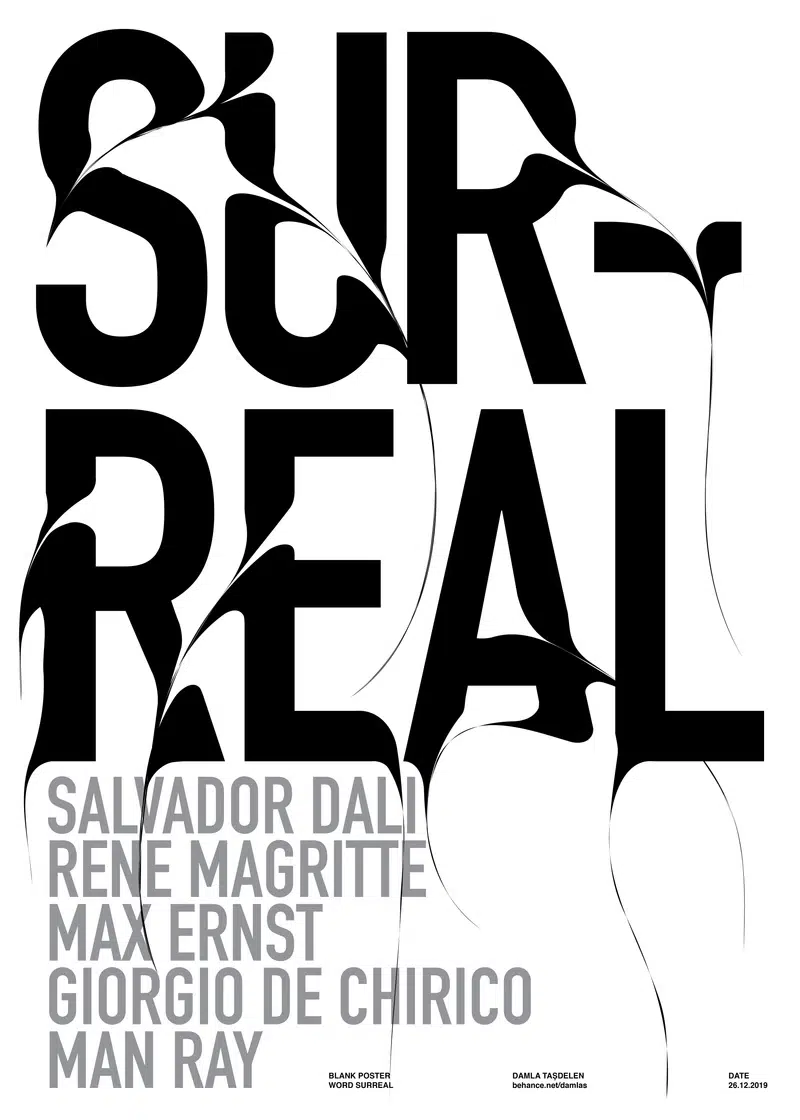 SUR-
REAL
SALVADOR DALI
RENE MAGRITTE
MAX ERNST
GIORGIO DE CHIRICO
MAN RAY
BLANK POSTER
WORD SURREAL
DAMLA TAŞDELEN
behance.net/damlas
DATE
26.12.2019